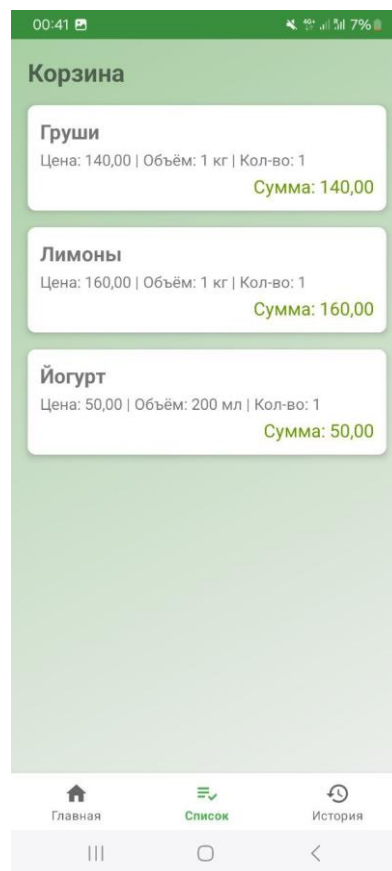 00:41 7%
Корзина
Груши
Цена: 140,00 | Объём: 1 кг | Кол-во: 1
Сумма: 140,00
Лимоны
Цена: 160,00 | Объём: 1 кг | Кол-во: 1
Сумма: 160,00
Йогурт
Цена: 50,00 | Объём: 200 мл | Кол-во: 1
Сумма: 50,00
Главная Список История